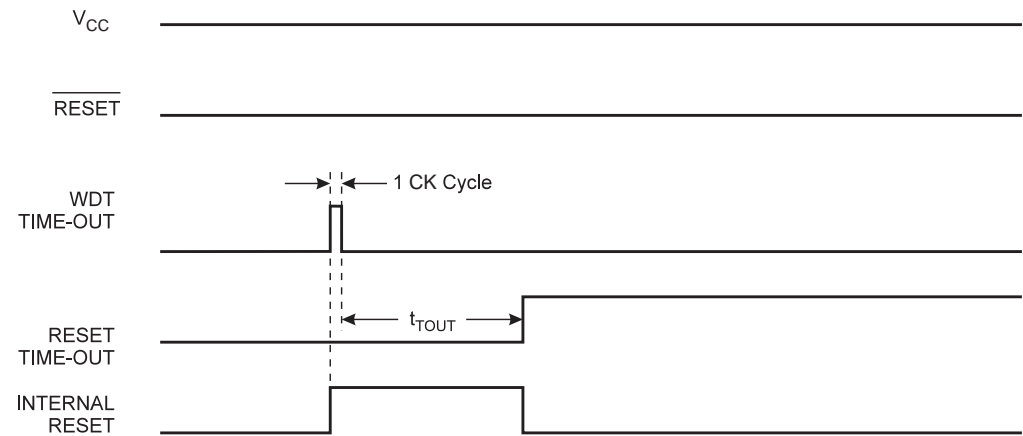 VCC
RESET
1 CK Cycle
WDT
TIME-OUT
tTOUT
RESET
TIME-OUT
INTERNAL
RESET